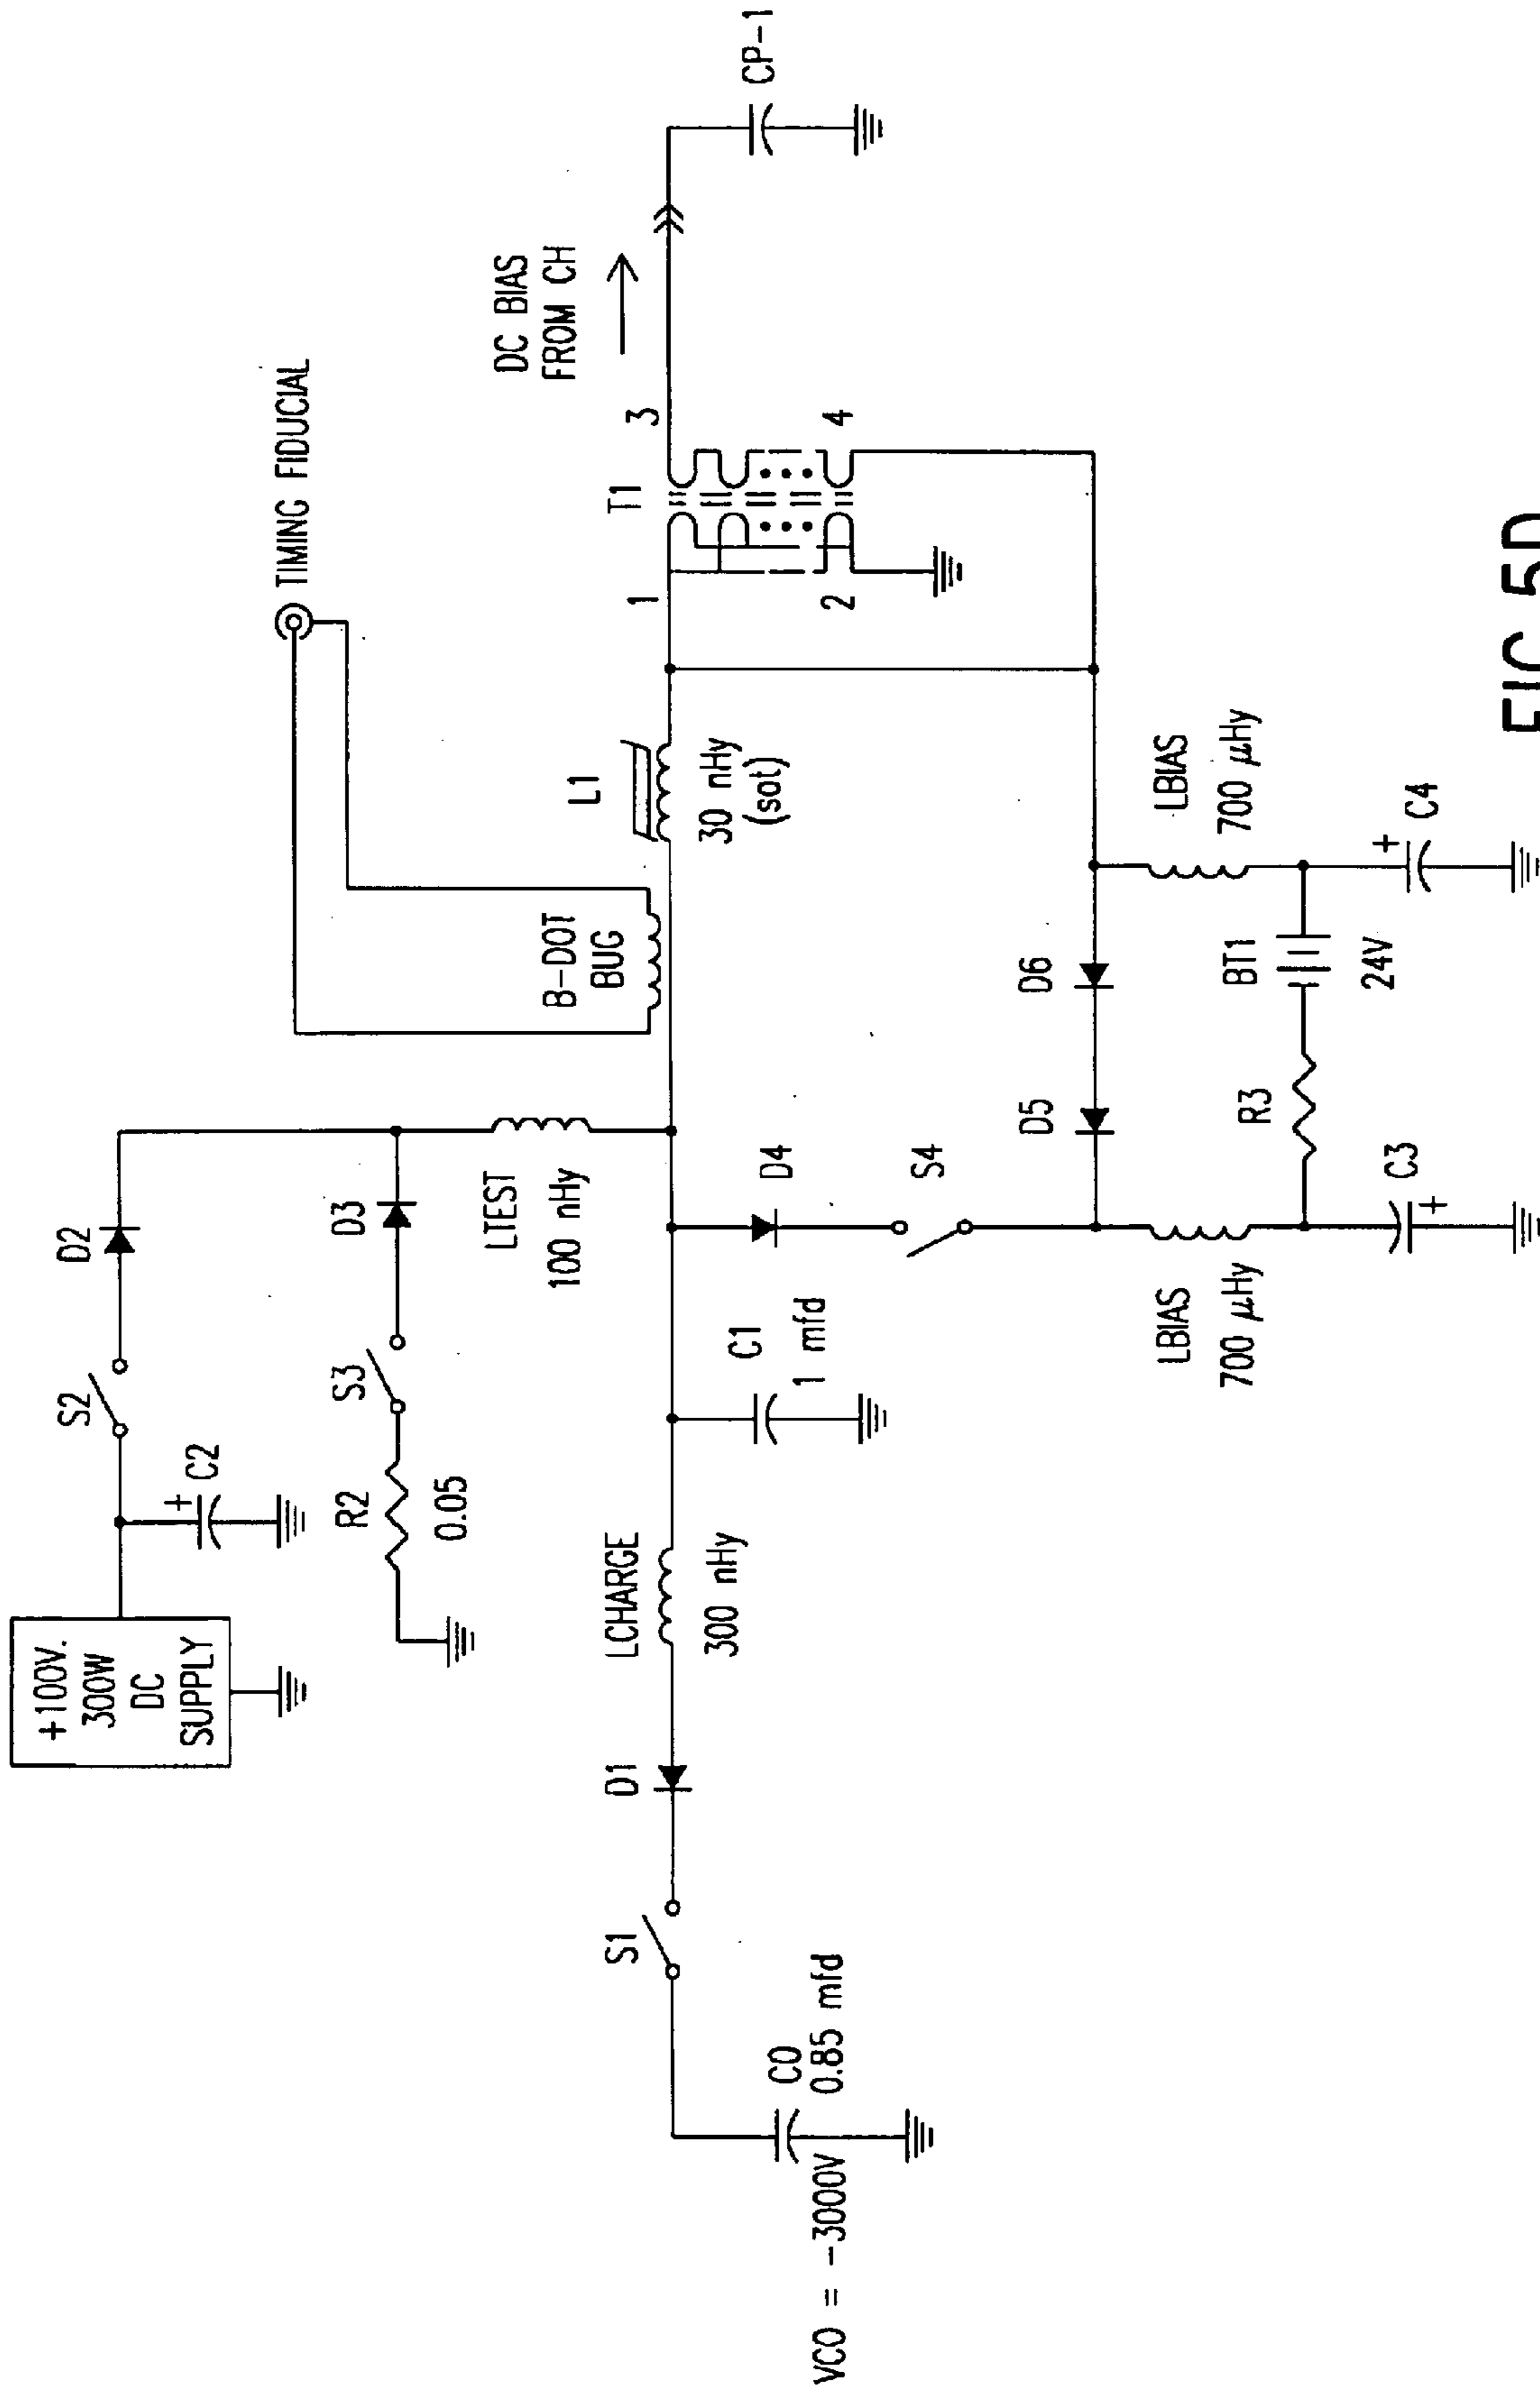 +100V.
300W
DC
SUPPLY
S2
D2
C2
+
R2
0.05
S3
D3
LTEST
100 nHy
TIMING FIDUCIAL
B-DOT
BUG
L1
30 nHy
(sat)
DC BIAS
FROM CH
T1
1
3
2
4
CP-1
VCO = -3000V
C0
0.85 mfd
S1
D1
LCHARGE
300 nHy
C1
1 mfd
D4
S4
D5
D6
LBIAS
700 μHy
LBIAS
700 μHy
R3
BT1
24V
C3
+
C4
+
FIG.5D